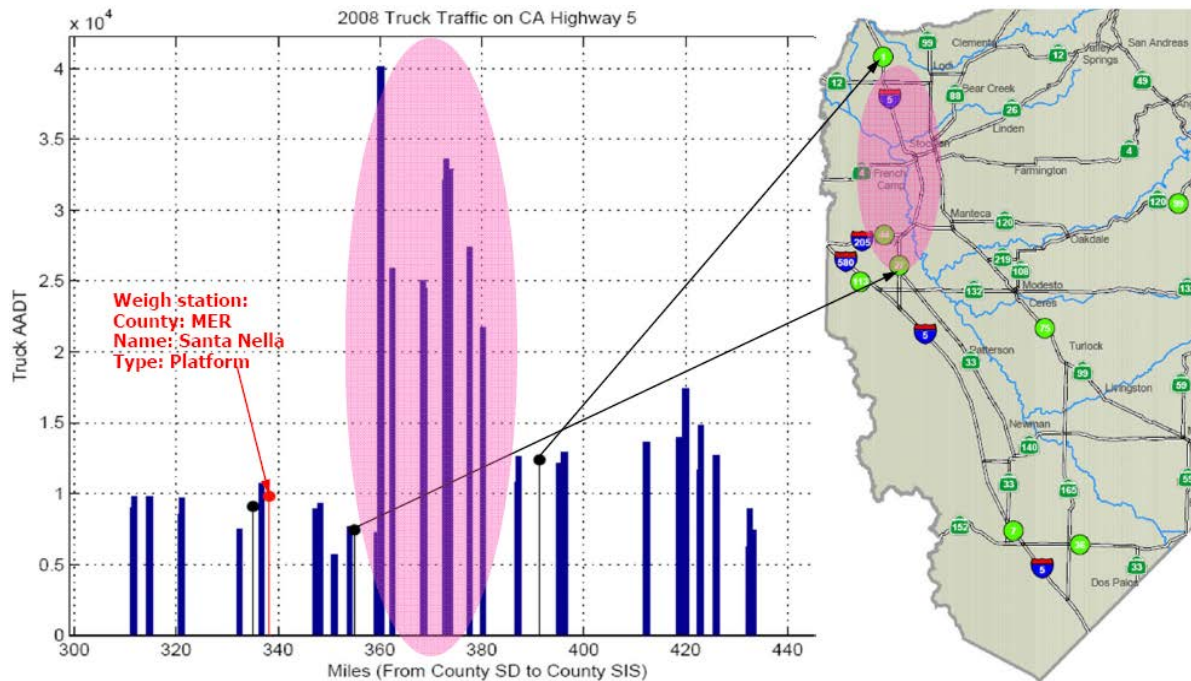 2008 Truck Traffic on CA Highway 5
x 10⁴
Truck AADT
4
3.5
3
2.5
2
1.5
1
0.5
0
Weigh station:
County: MER
Name: Santa Nella
Type: Platform
300 320 340 360 380 400 420 440
Miles (From County SD to County SIS)
99 Clements
San Andreas
Springs
12 Lodi 12
5 88 Bear Creek 49
26
Linden
Stockton 4
4 French Farmington
Camp
Manteca 120 99
120
205 Oakdale
580 219 108
132 Modesto
Ceres
5 75
Patterson Turlock
33 99 59
Livingston
Newman
140
33 165
152 7
5 33
Dos Palos